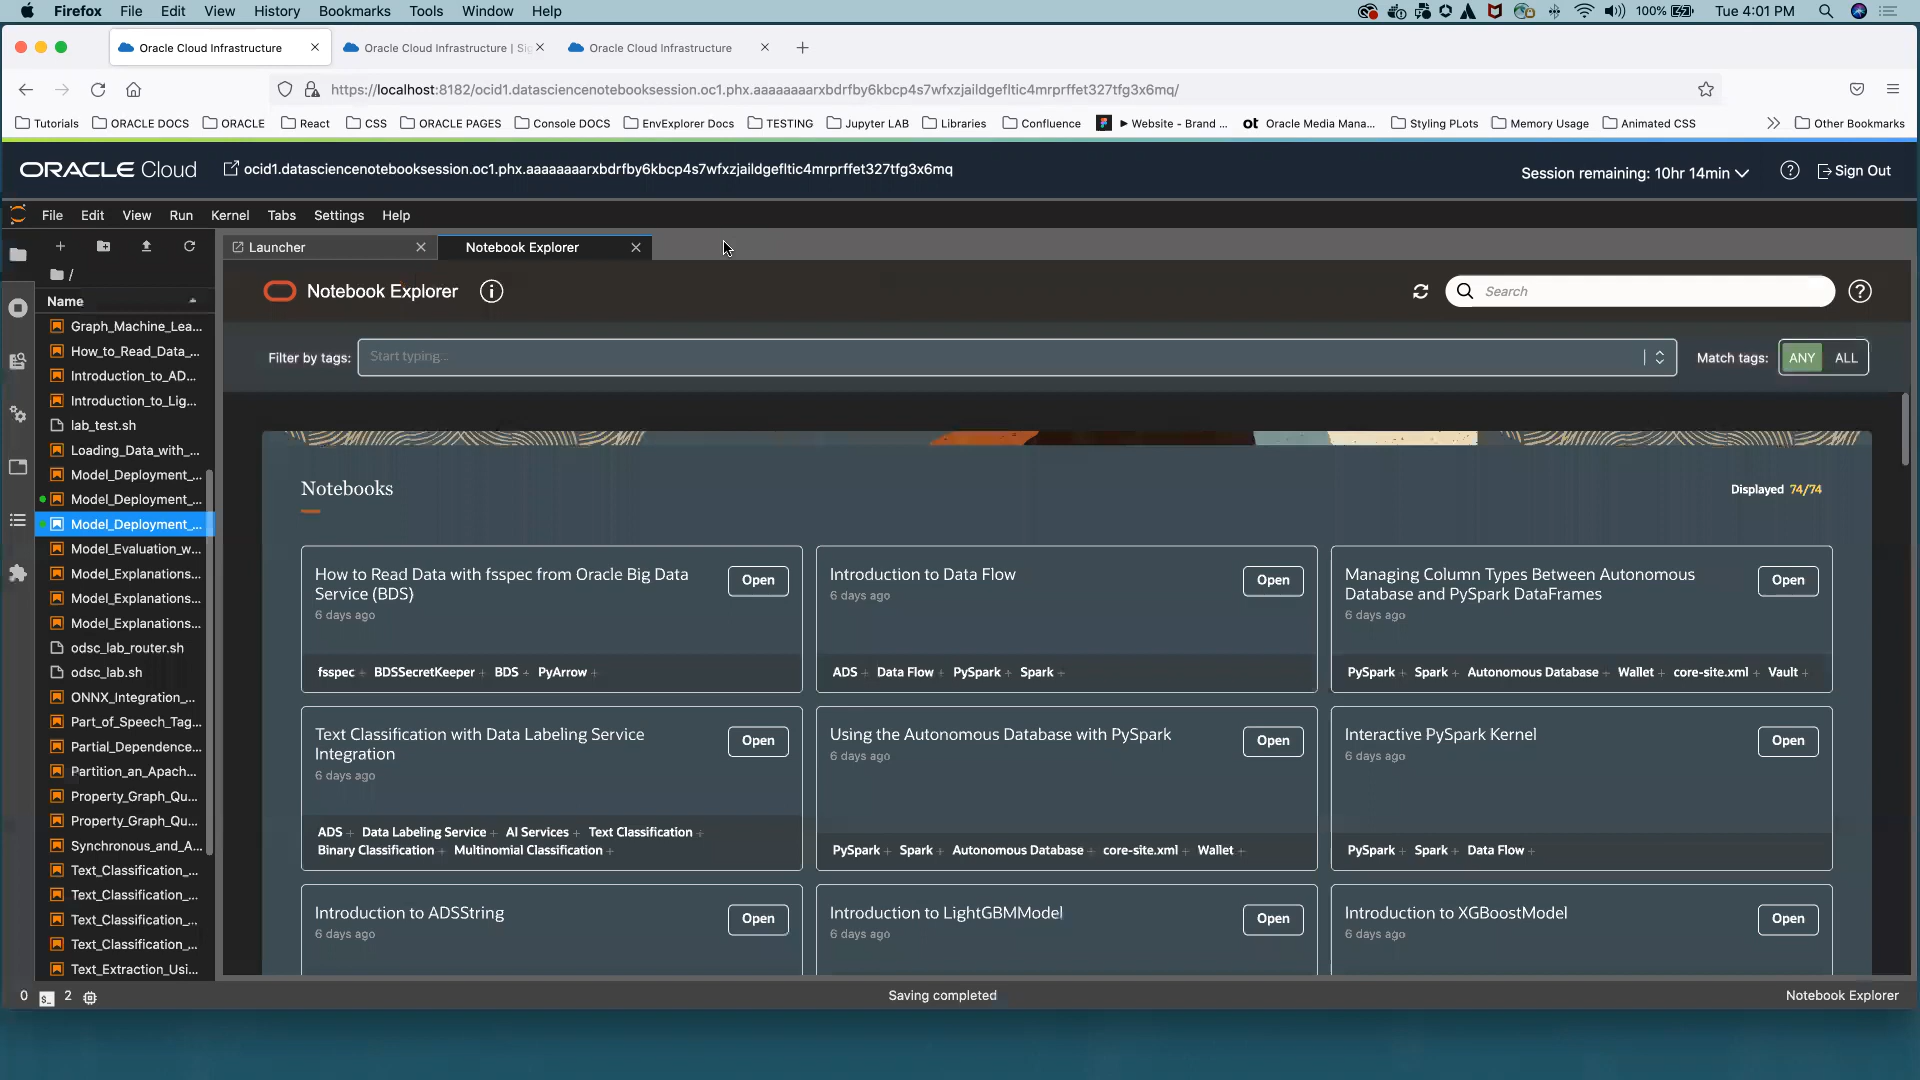 Firefox File Edit View History Bookmarks Tools Window Help
100% Tue 4:01 PM
Oracle Cloud Infrastructure
Oracle Cloud Infrastructure | Sig
Oracle Cloud Infrastructure
https://localhost:8182/ocid1.datasciencenotebooksession.oc1.phx.aaaaaaaarxbdrfby6kbcp4s7wfxzjaildgefltic4mrprffet327tfg3x6mq/
Tutorials ORACLE DOCS ORACLE React CSS ORACLE PAGES Console DOCS EnvExplorer Docs TESTING Jupyter LAB Libraries Confluence ► Website - Brand ... ot Oracle Media Mana... Styling PLots Memory Usage Animated CSS Other Bookmarks
ORACLE Cloud
ocid1.datasciencenotebooksession.oc1.phx.aaaaaaaarxbdrfby6kbcp4s7wfxzjaildgefltic4mrprffet327tfg3x6mq
Session remaining: 10hr 14min
Sign Out
File Edit View Run Kernel Tabs Settings Help
/
Name
Graph_Machine_Lea...
How_to_Read_Data_...
Introduction_to_AD...
Introduction_to_Lig...
lab_test.sh
Loading_Data_with_...
Model_Deployment_...
Model_Deployment_...
Model_Deployment_...
Model_Evaluation_w...
Model_Explanations...
Model_Explanations...
Model_Explanations...
odsc_lab_router.sh
odsc_lab.sh
ONNX_Integration_...
Part_of_Speech_Tag...
Partial_Dependence...
Partition_an_Apach...
Property_Graph_Qu...
Property_Graph_Qu...
Synchronous_and_A...
Text_Classification_...
Text_Classification_...
Text_Classification_...
Text_Classification_...
Text_Extraction_Usi...
Launcher
Notebook Explorer
Notebook Explorer
Search
Filter by tags:
Start typing...
Match tags:
ANY ALL
Notebooks
Displayed 74/74
How to Read Data with fsspec from Oracle Big Data
Service (BDS)
6 days ago
Open
fsspec + BDSSecretKeeper + BDS + PyArrow +
Introduction to Data Flow
6 days ago
Open
ADS + Data Flow + PySpark + Spark +
Managing Column Types Between Autonomous
Database and PySpark DataFrames
6 days ago
Open
PySpark + Spark + Autonomous Database + Wallet + core-site.xml + Vault +
Text Classification with Data Labeling Service
Integration
6 days ago
Open
ADS + Data Labeling Service + AI Services + Text Classification +
Binary Classification + Multinomial Classification +
Using the Autonomous Database with PySpark
6 days ago
Open
PySpark + Spark + Autonomous Database + core-site.xml + Wallet +
Interactive PySpark Kernel
6 days ago
Open
PySpark + Spark + Data Flow +
Introduction to ADSString
6 days ago
Open
Introduction to LightGBMModel
6 days ago
Open
Introduction to XGBoostModel
6 days ago
Open
0 2
Saving completed
Notebook Explorer